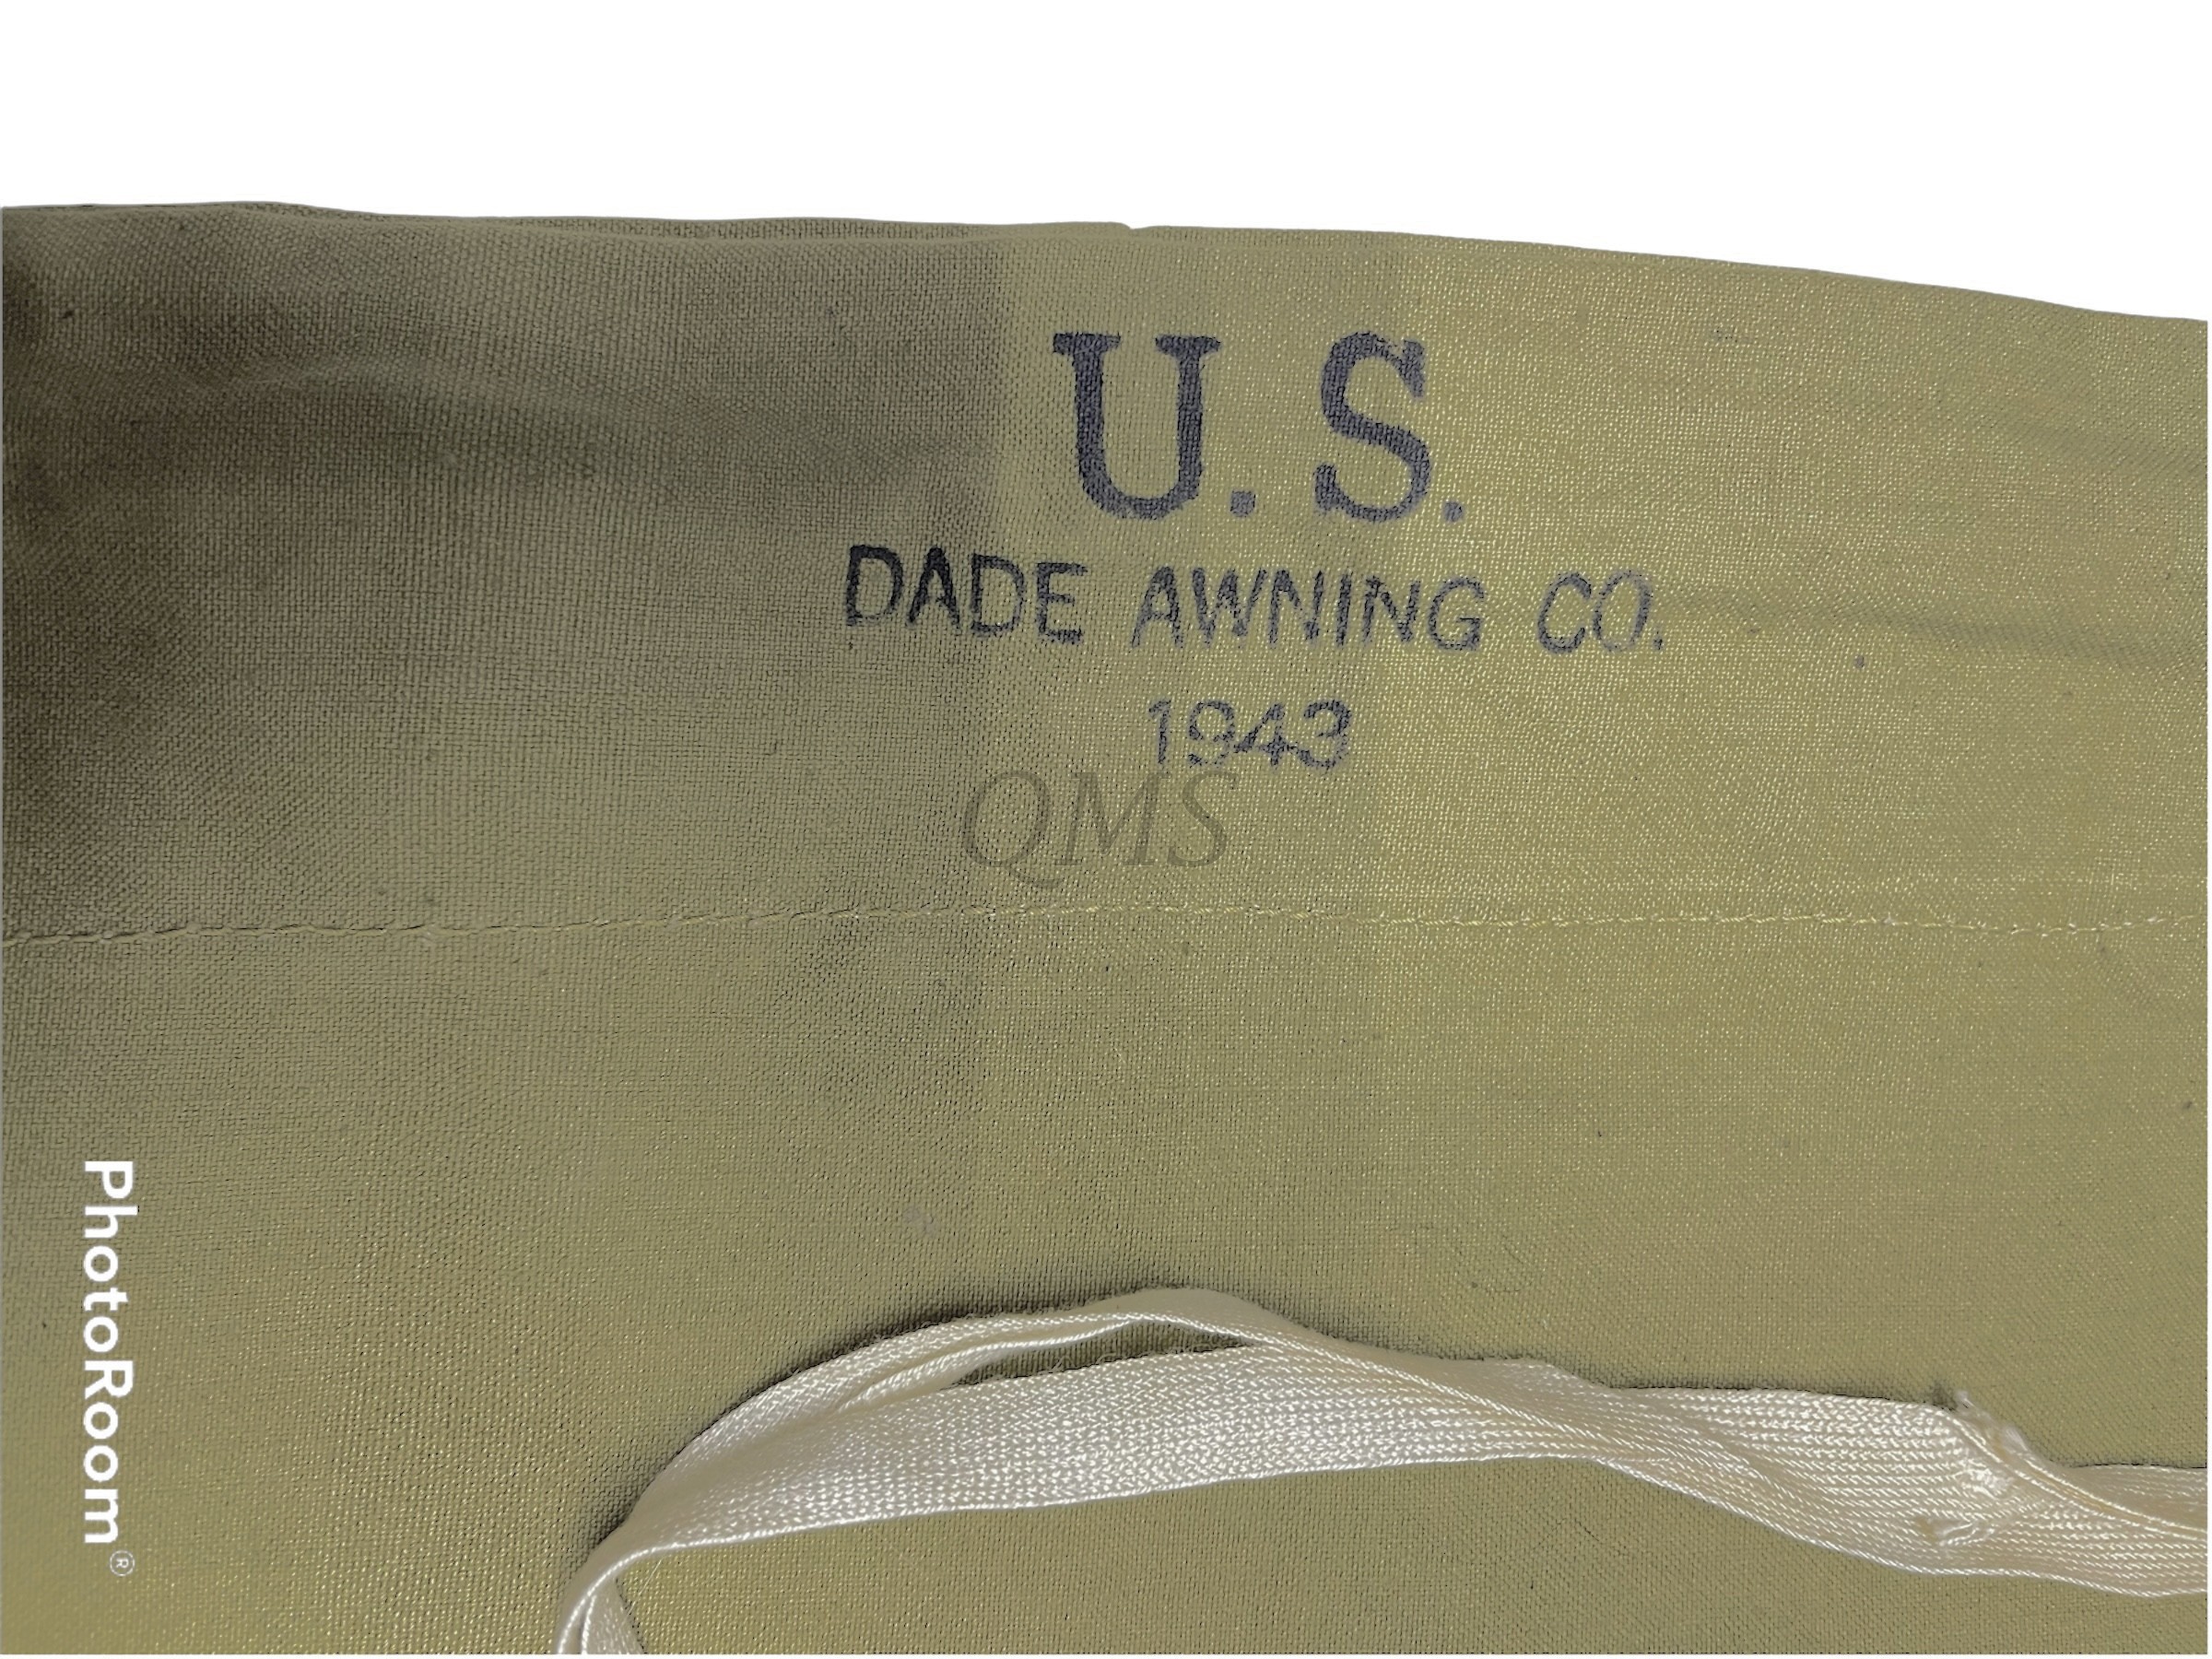 U. S.
DADE AWNING CO.
1943
QMS
PhotoRoom®